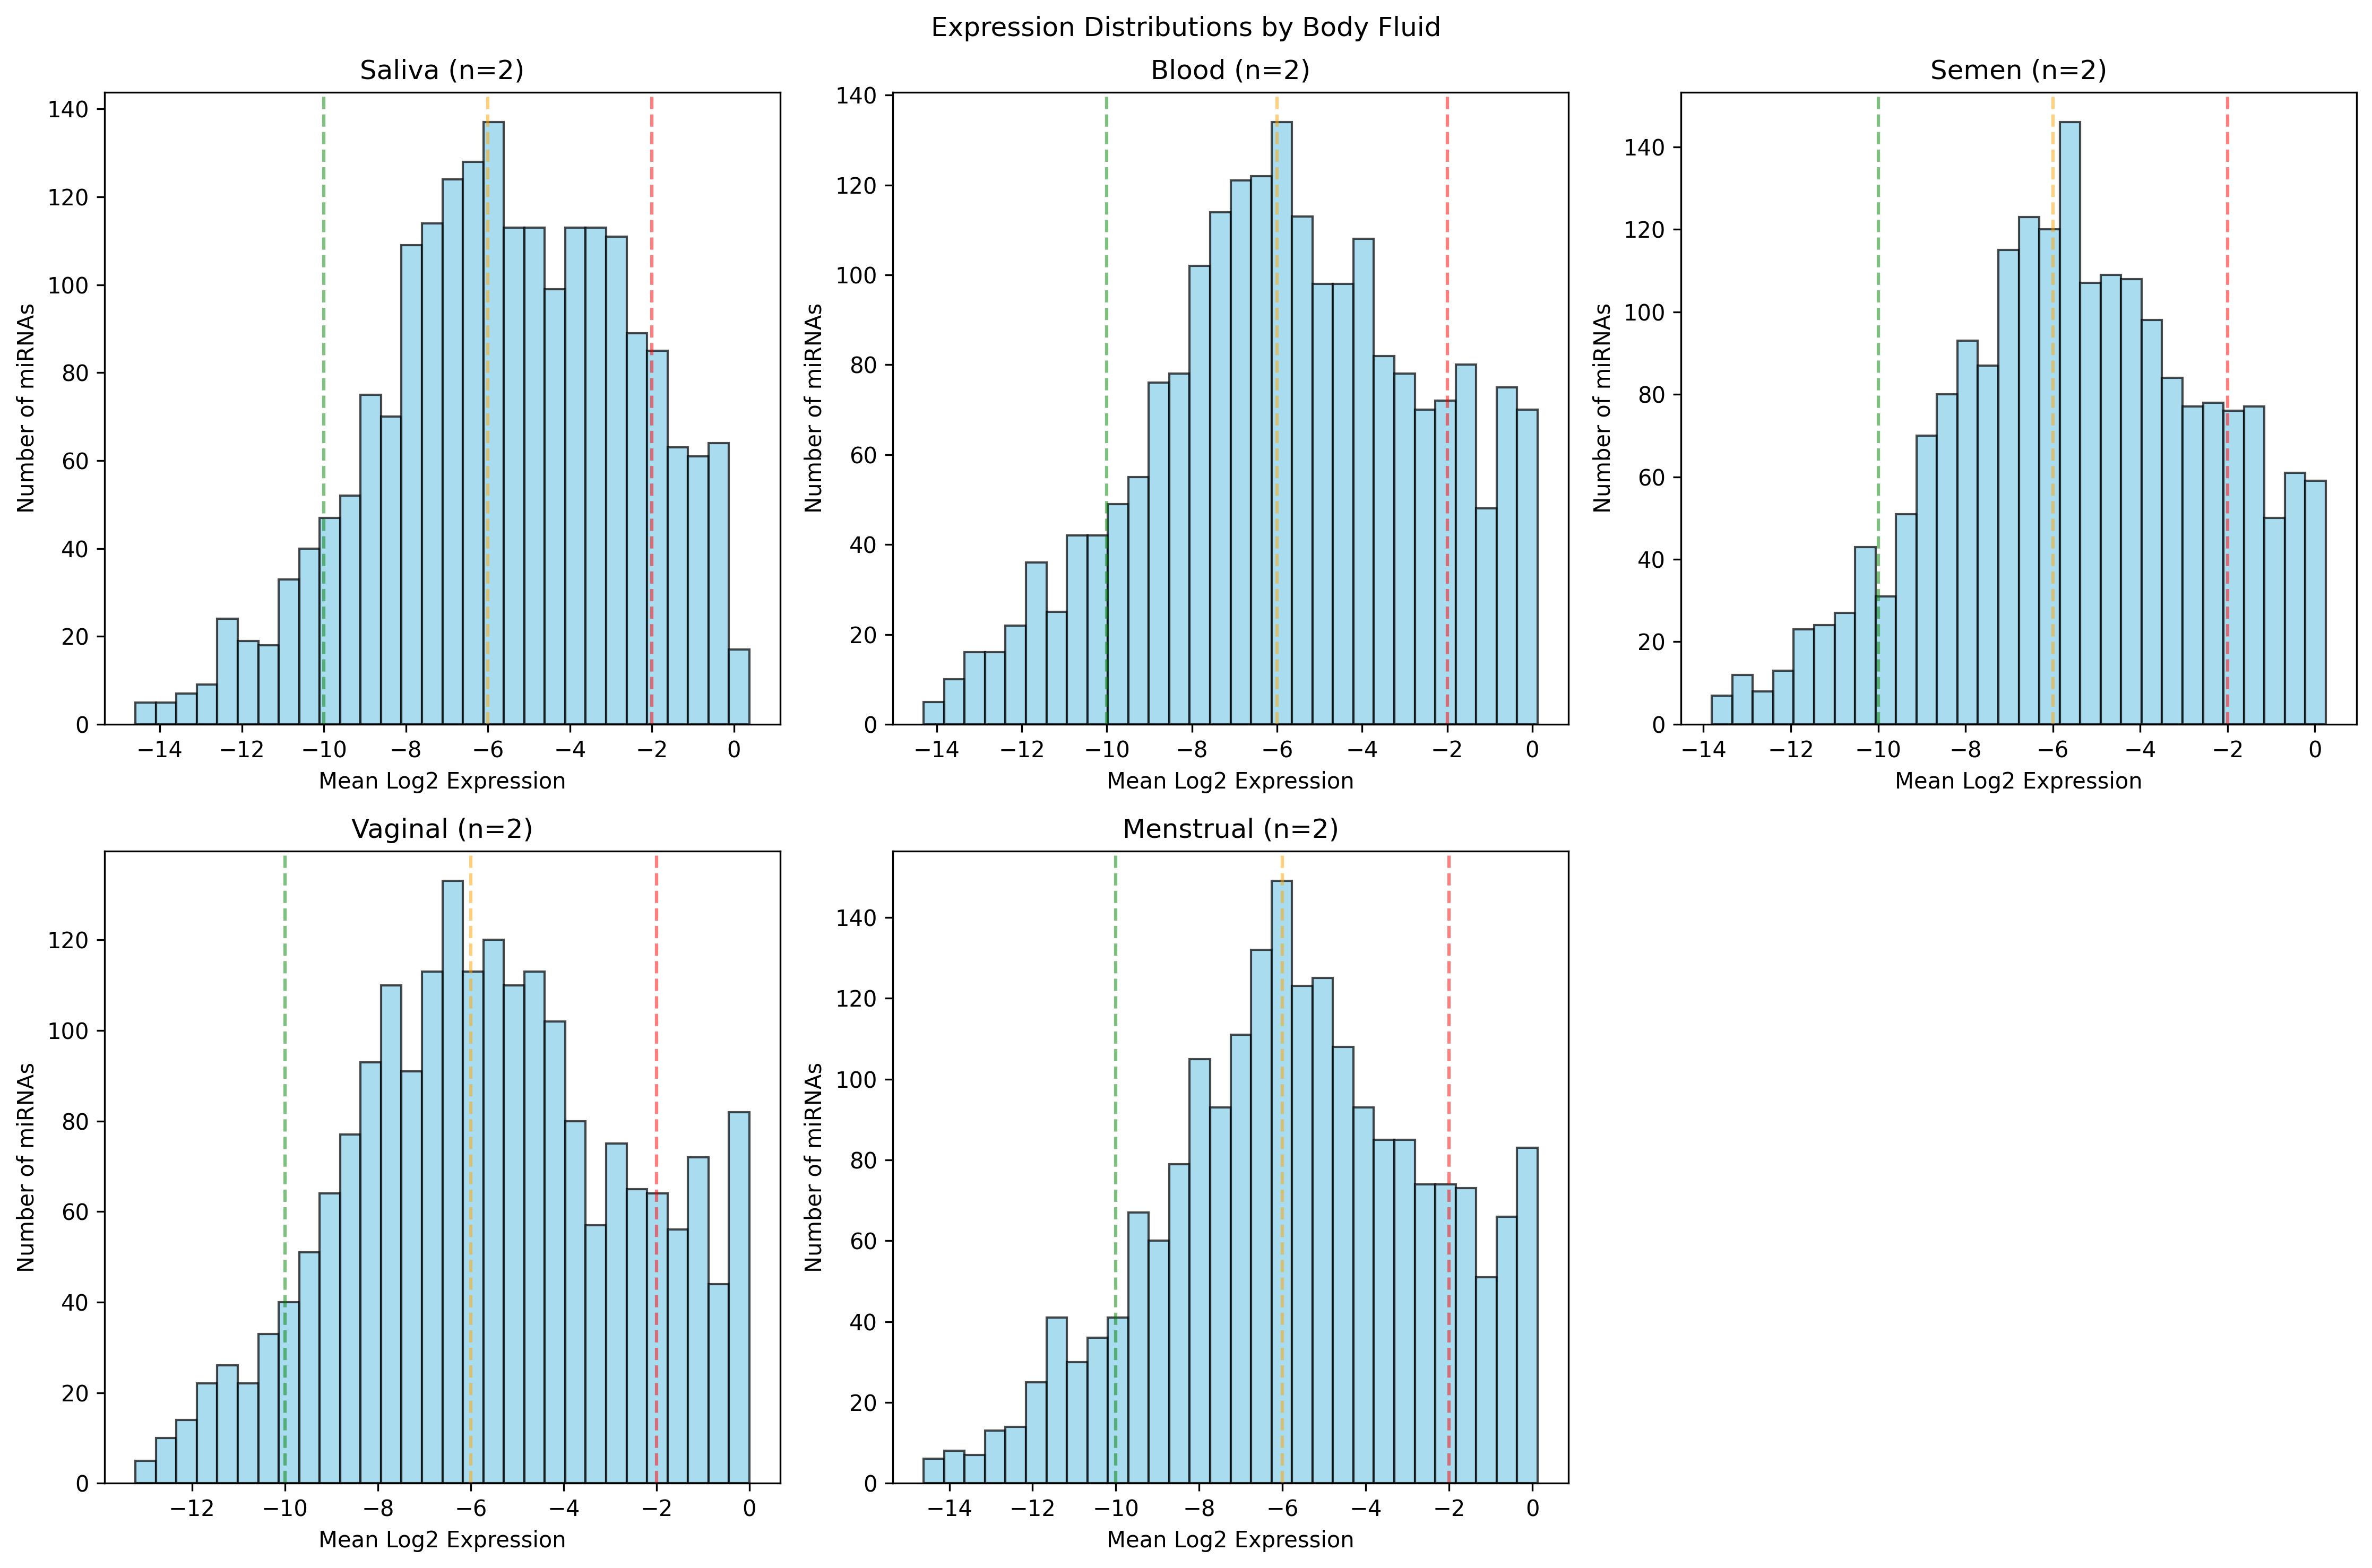 Expression Distributions by Body Fluid
Saliva (n=2)
Number of miRNAs
140
120
100
80
60
40
20
0
−14 −12 −10 −8 −6 −4 −2 0
Mean Log2 Expression
Blood (n=2)
Number of miRNAs
140
120
100
80
60
40
20
0
−14 −12 −10 −8 −6 −4 −2 0
Mean Log2 Expression
Semen (n=2)
Number of miRNAs
140
120
100
80
60
40
20
0
−14 −12 −10 −8 −6 −4 −2 0
Mean Log2 Expression
Vaginal (n=2)
Number of miRNAs
120
100
80
60
40
20
0
−12 −10 −8 −6 −4 −2 0
Mean Log2 Expression
Menstrual (n=2)
Number of miRNAs
140
120
100
80
60
40
20
0
−14 −12 −10 −8 −6 −4 −2 0
Mean Log2 Expression